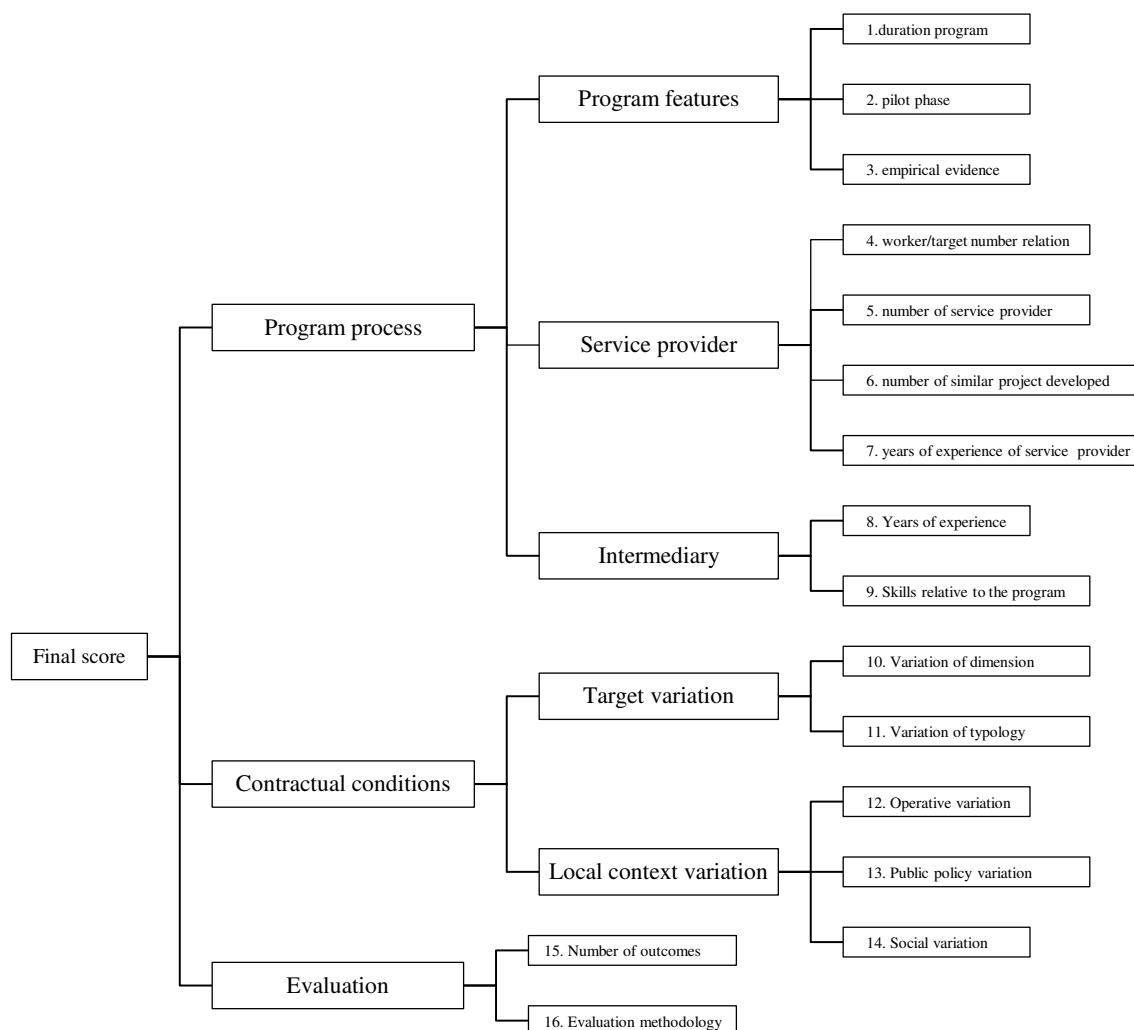 1.duration program
Program features
2. pilot phase
3. empirical evidence
4. worker/target number relation
Program process
5. number of service provider
Service provider
6. number of similar project developed
7. years of experience of service provider
8. Years of experience
Intermediary
9. Skills relative to the program
Final score
10. Variation of dimension
Target variation
11. Variation of typology
Contractual conditions
12. Operative variation
Local context variation
13. Public policy variation
14. Social variation
15. Number of outcomes
Evaluation
16. Evaluation methodology